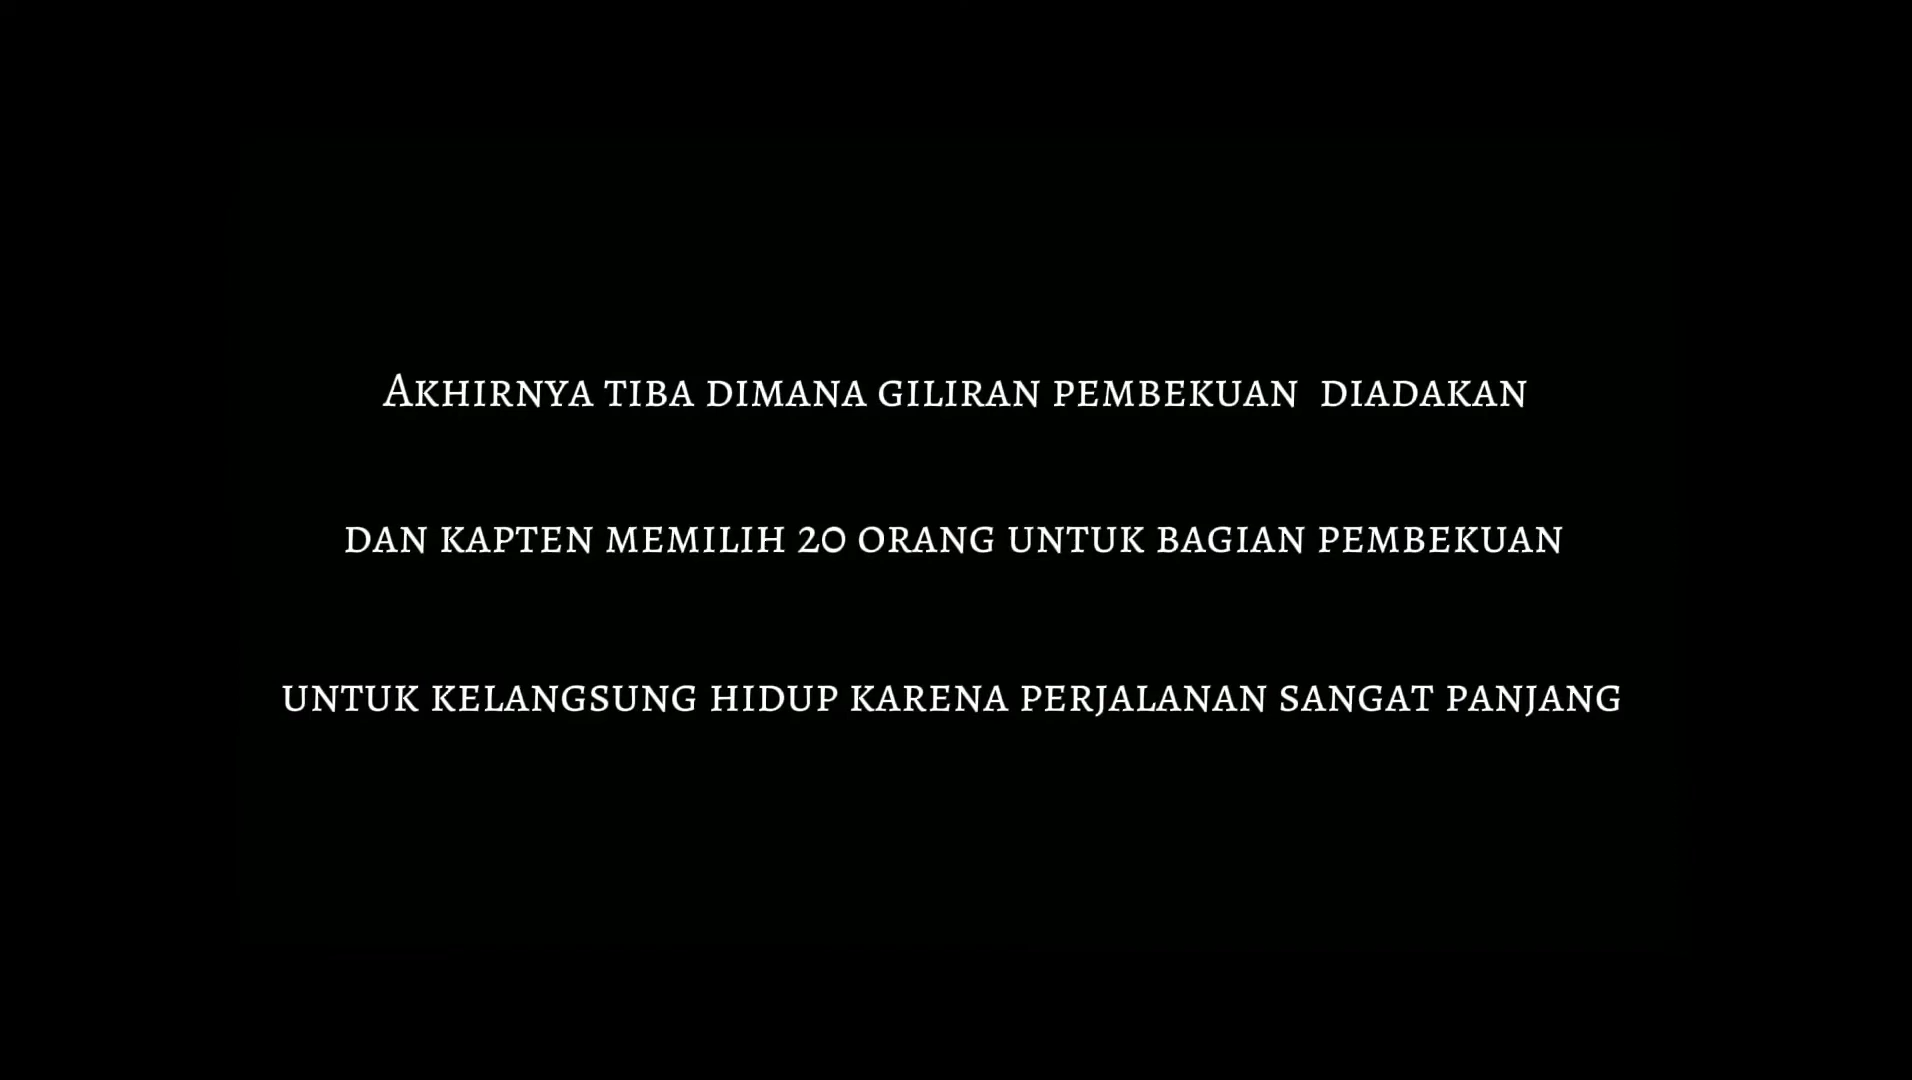 Akhirnya tiba dimana giliran pembekuan  diadakan
dan kapten memilih 20 orang untuk bagian pembekuan
untuk kelangsung hidup karena perjalanan sangat panjang